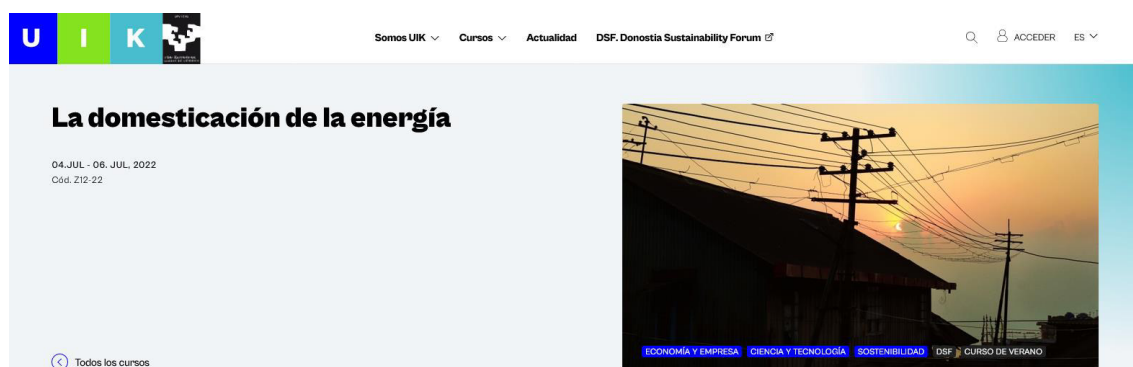 U I K
Somos UIK Cursos Actualidad DSF. Donostia Sustainability Forum ACCEDER ES
La domesticación de la energía
04.JUL - 06. JUL, 2022
Cód. Z12-22
ECONOMÍA Y EMPRESA CIENCIA Y TECNOLOGÍA SOSTENIBILIDAD DSF CURSO DE VERANO
Todos los cursos